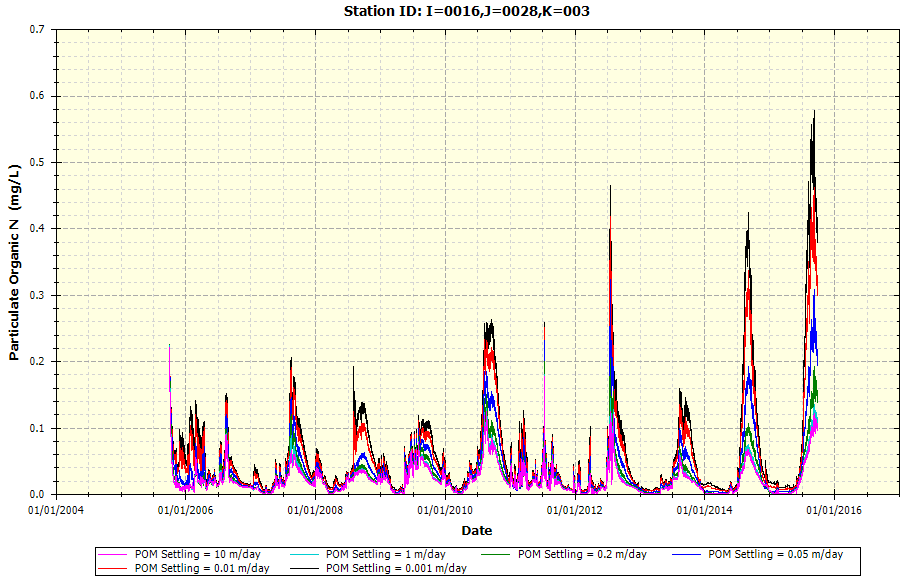 Station ID: I=0016,J=0028,K=003
Particulate Organic N (mg/L)
0.7
0.6
0.5
0.4
0.3
0.2
0.1
0.0
01/01/2004 01/01/2006 01/01/2008 01/01/2010 01/01/2012 01/01/2014 01/01/2016
Date
POM Settling = 10 m/day POM Settling = 1 m/day POM Settling = 0.2 m/day POM Settling = 0.05 m/day
POM Settling = 0.01 m/day POM Settling = 0.001 m/day